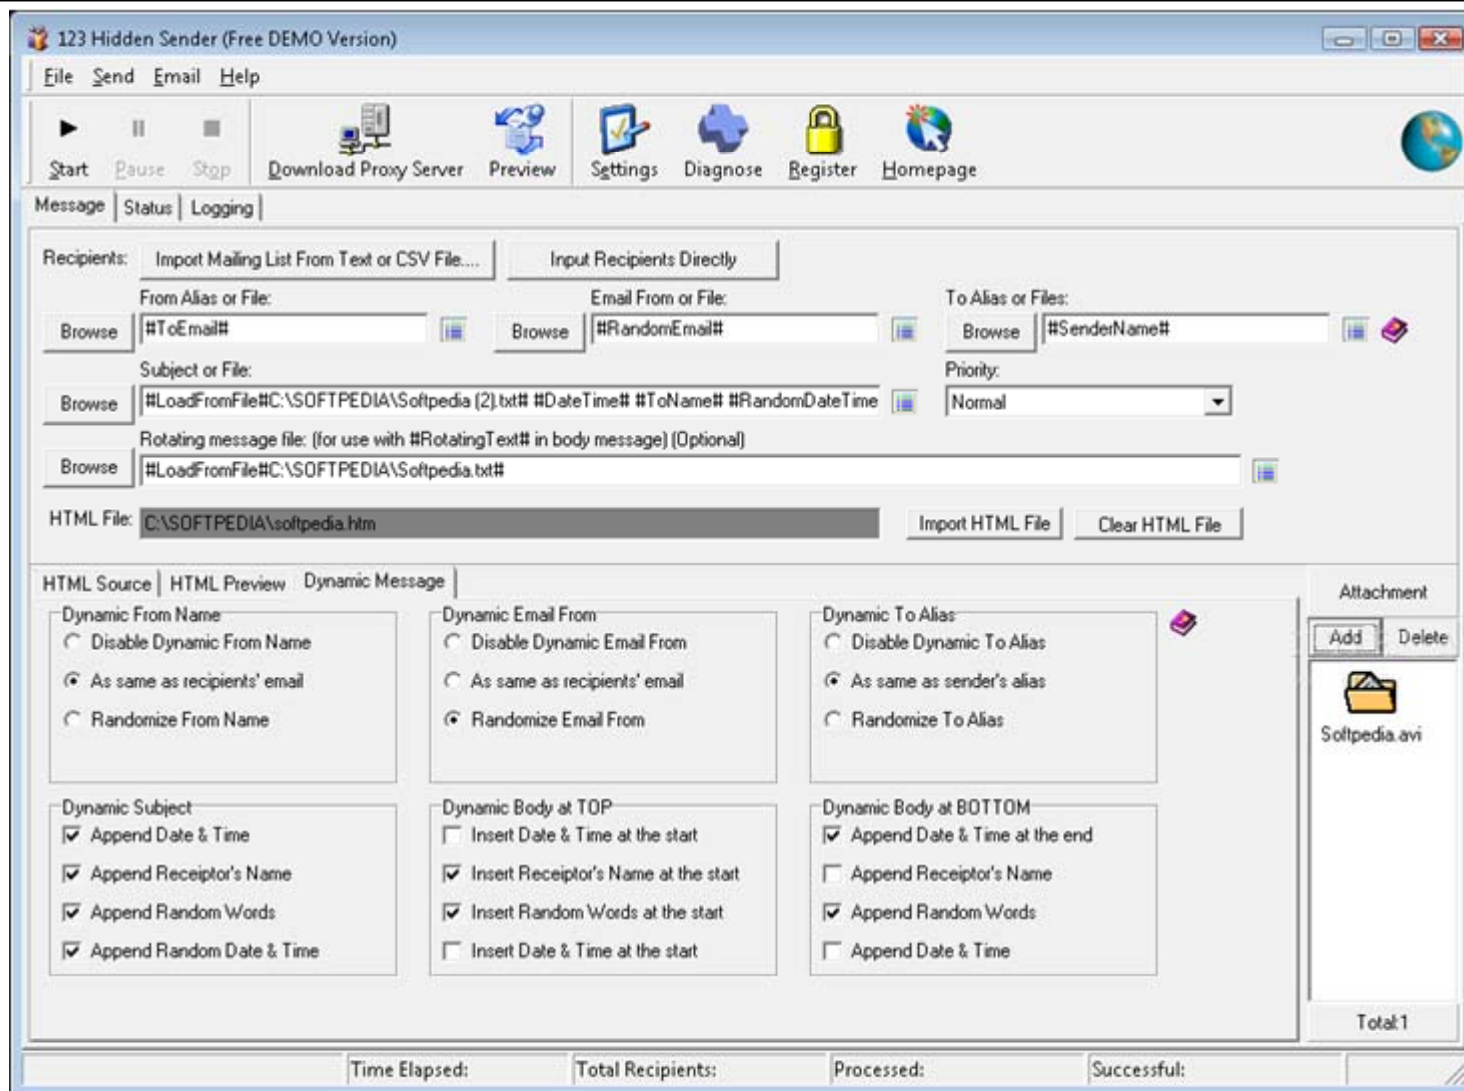 123 Hidden Sender (Free DEMO Version)
File Send Email Help
Start Pause Stop Download Proxy Server Preview Settings Diagnose Register Homepage
Message Status Logging
Recipients: Import Mailing List From Text or CSV File.... Input Recipients Directly
From Alias or File: Email From or File: To Alias or Files:
Browse #ToEmail# Browse #RandomEmail# Browse #SenderName#
Subject or File: Priority:
Browse #LoadFromFile#C:\SOFTPEDIA\Softpedia (2).txt# #DateTime# #ToName# #RandomDateTime Normal
Rotating message file: (for use with #RotatingText# in body message) (Optional)
Browse #LoadFromFile#C:\SOFTPEDIA\Softpedia.txt#
HTML File: C:\SOFTPEDIA\softpedia.htm Import HTML File Clear HTML File
HTML Source HTML Preview Dynamic Message Attachment
Dynamic From Name Dynamic Email From Dynamic To Alias
Disable Dynamic From Name Disable Dynamic Email From Disable Dynamic To Alias Add Delete
As same as recipients' email As same as recipients' email As same as sender's alias
Randomize From Name Randomize Email From Randomize To Alias
Softpedia.avi
Dynamic Subject Dynamic Body at TOP Dynamic Body at BOTTOM
Append Date & Time Insert Date & Time at the start Append Date & Time at the end
Append Receiptor's Name Insert Receiptor's Name at the start Append Receiptor's Name
Append Random Words Insert Random Words at the start Append Random Words
Append Random Date & Time Insert Date & Time at the start Append Date & Time
Total:1
Time Elapsed: Total Recipients: Processed: Successful: